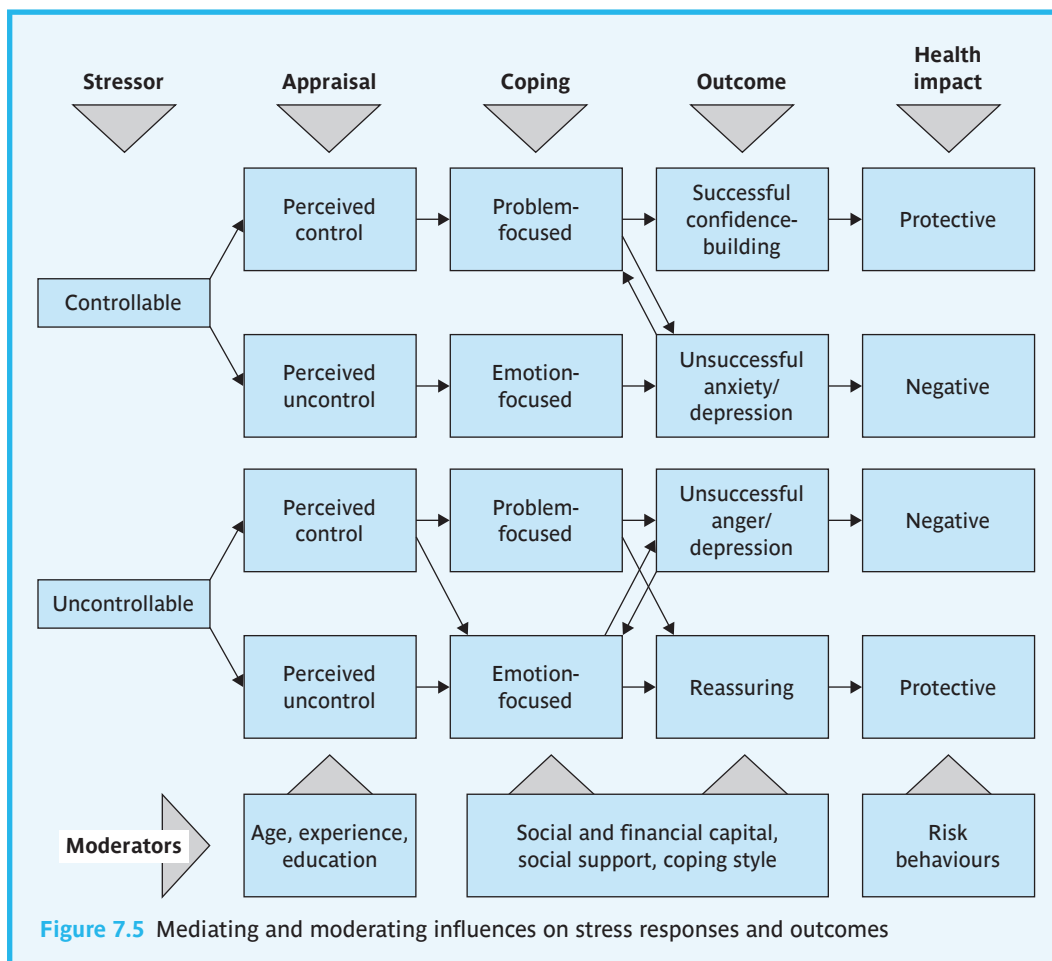 Stressor
Appraisal
Coping
Outcome
Health
impact
Controllable
Perceived
control
Problem-
focused
Successful
confidence-
building
Protective
Perceived
uncontrol
Emotion-
focused
Unsuccessful
anxiety/
depression
Negative
Uncontrollable
Perceived
control
Problem-
focused
Unsuccessful
anger/
depression
Negative
Perceived
uncontrol
Emotion-
focused
Reassuring
Protective
Moderators
Age, experience,
education
Social and financial capital,
social support, coping style
Risk
behaviours
Figure 7.5 Mediating and moderating influences on stress responses and outcomes